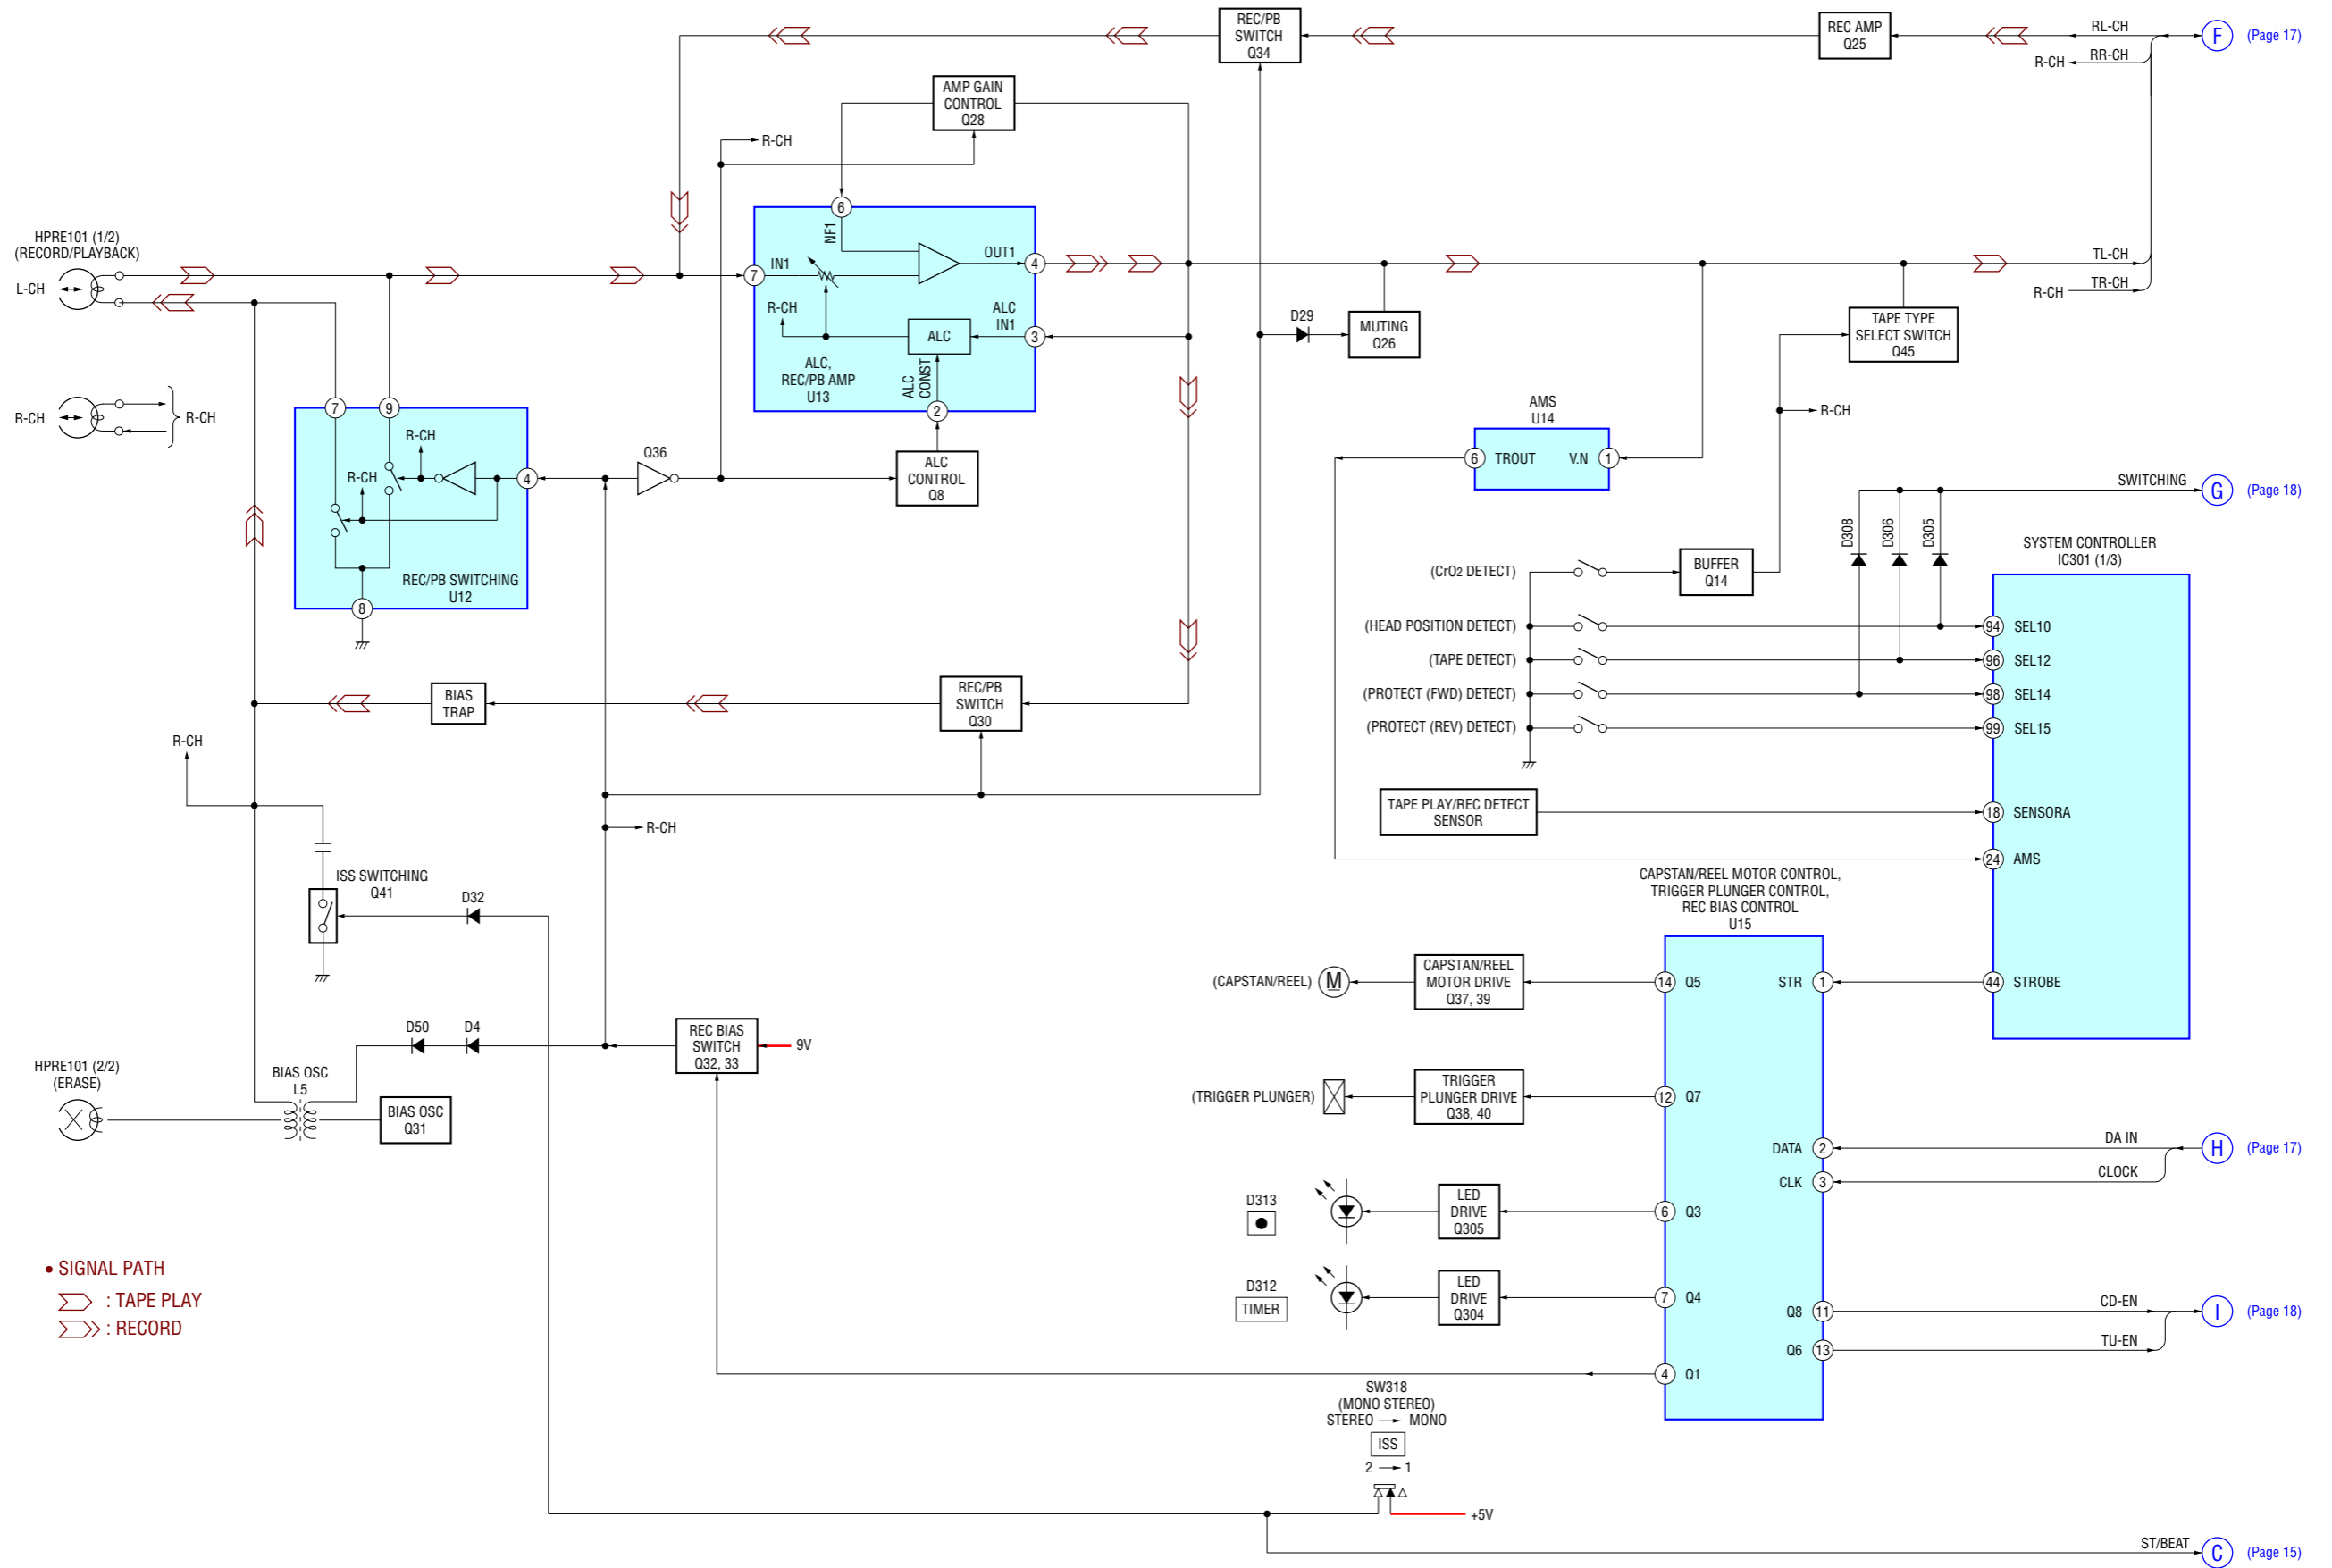 REC/PB
SWITCH
Q34
REC AMP
Q25
RL-CH
F
(Page 17)
R-CH
RR-CH
AMP GAIN
CONTROL
Q28
R-CH
HPRE101 (1/2)
(RECORD/PLAYBACK)
L-CH
6
NF1
IN1
7
OUT1
4
R-CH
ALC
ALC
IN1
3
ALC
CONST
ALC,
REC/PB AMP
U13
2
D29
MUTING
Q26
TL-CH
TR-CH
R-CH
TAPE TYPE
SELECT SWITCH
Q45
R-CH
R-CH
7
9
R-CH
R-CH
4
REC/PB SWITCHING
U12
8
Q36
ALC
CONTROL
Q8
AMS
U14
6
TROUT
V.N
1
R-CH
SWITCHING
G
(Page 18)
D308
D306
D305
SYSTEM CONTROLLER
IC301 (1/3)
(CrO2 DETECT)
BUFFER
Q14
(HEAD POSITION DETECT)
94
SEL10
(TAPE DETECT)
96
SEL12
(PROTECT (FWD) DETECT)
98
SEL14
(PROTECT (REV) DETECT)
99
SEL15
BIAS
TRAP
REC/PB
SWITCH
Q30
R-CH
R-CH
TAPE PLAY/REC DETECT
SENSOR
18
SENSORA
24
AMS
ISS SWITCHING
Q41
D32
CAPSTAN/REEL MOTOR CONTROL,
TRIGGER PLUNGER CONTROL,
REC BIAS CONTROL
U15
(CAPSTAN/REEL)
M
CAPSTAN/REEL
MOTOR DRIVE
Q37, 39
14
Q5
STR
1
44
STROBE
D50
D4
REC BIAS
SWITCH
Q32, 33
9V
HPRE101 (2/2)
(ERASE)
BIAS OSC
L5
BIAS OSC
Q31
(TRIGGER PLUNGER)
TRIGGER
PLUNGER DRIVE
Q38, 40
12
Q7
DATA
2
DA IN
H
(Page 17)
CLK
3
CLOCK
D313
LED
DRIVE
Q305
6
Q3
D312
TIMER
LED
DRIVE
Q304
7
Q4
Q8
11
CD-EN
I
(Page 18)
Q6
13
TU-EN
4
Q1
• SIGNAL PATH
: TAPE PLAY
: RECORD
SW318
(MONO STEREO)
STEREO → MONO
ISS
2 → 1
+5V
ST/BEAT
C
(Page 15)